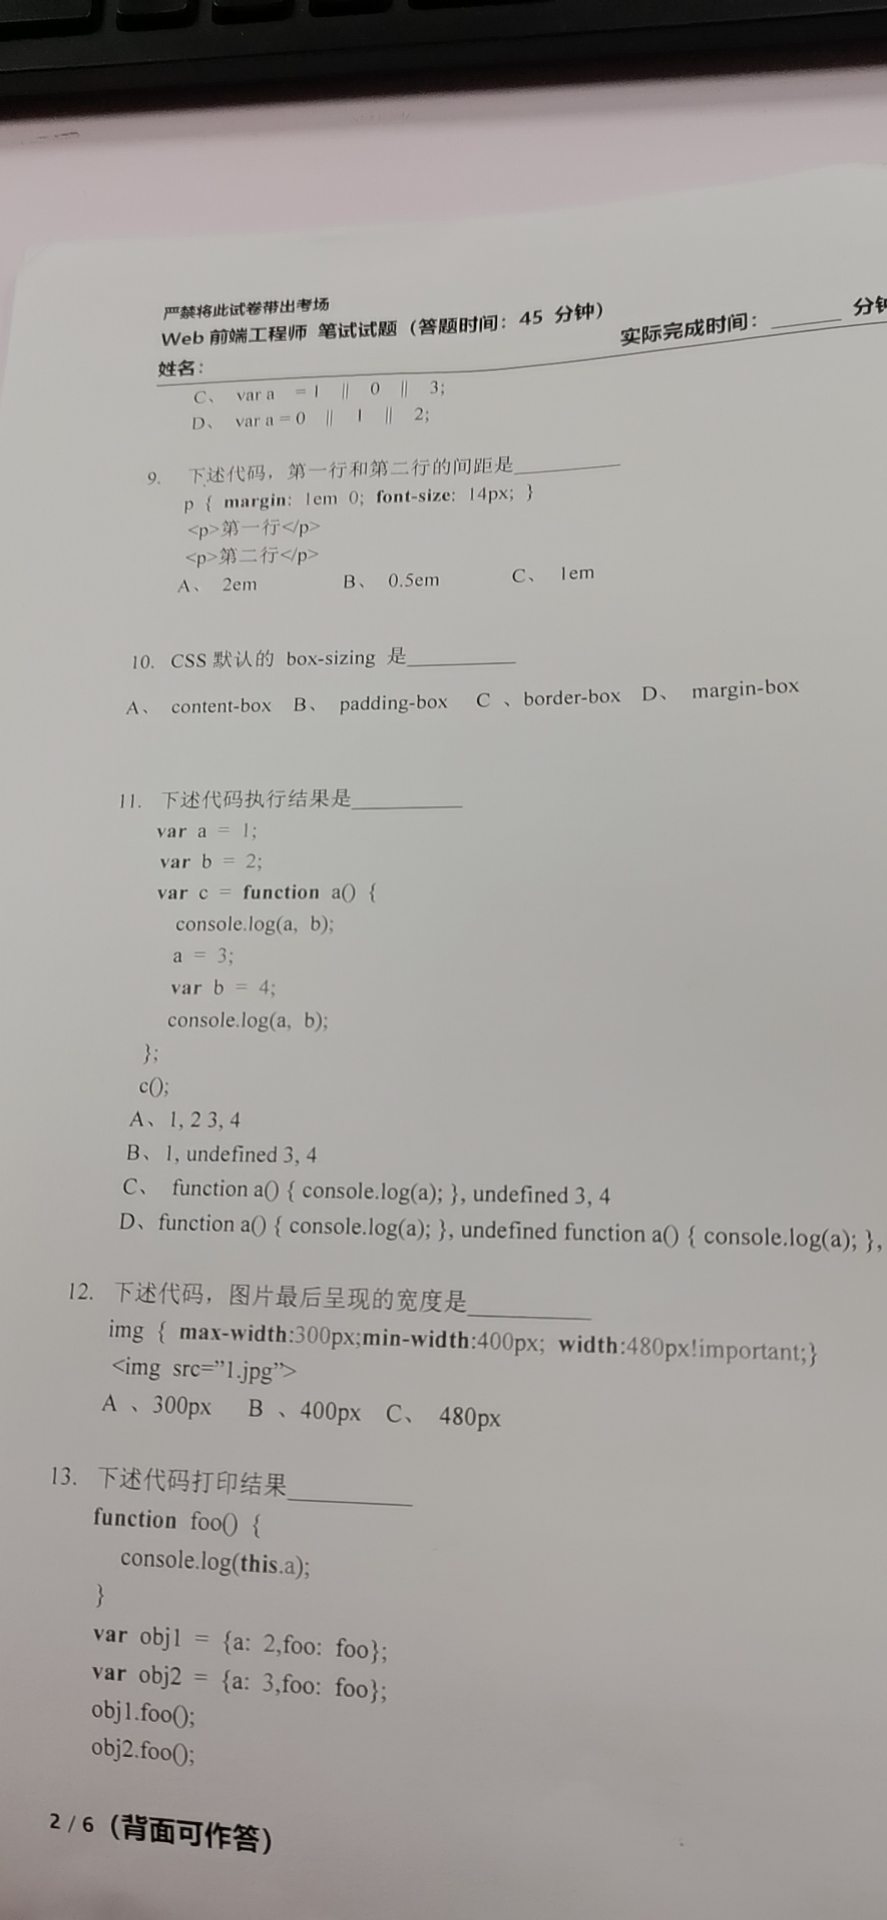 严禁将此试卷带出考场
Web 前端工程师 笔试试题（答题时间：45 分钟）
实际完成时间：______ 分钟
姓名：
C、 var a = 1 || 0 || 3;
D、 var a = 0 || 1 || 2;
9. 下述代码，第一行和第二行的间距是__________
p { margin: 1em 0; font-size: 14px; }
<p>第一行</p>
<p>第二行</p>
A、 2em B、 0.5em C、 1em
10. CSS 默认的 box-sizing 是__________
A、 content-box B、 padding-box C 、border-box D、 margin-box
11. 下述代码执行结果是__________
var a = 1;
var b = 2;
var c = function a() {
console.log(a, b);
a = 3;
var b = 4;
console.log(a, b);
};
c();
A、 1, 2 3, 4
B、 1, undefined 3, 4
C、 function a() { console.log(a); }, undefined 3, 4
D、function a() { console.log(a); }, undefined function a() { console.log(a); },
12. 下述代码，图片最后呈现的宽度是__________
img { max-width:300px;min-width:400px; width:480px!important;}
<img src=”1.jpg”>
A 、300px B 、400px C、 480px
13. 下述代码打印结果__________
function foo() {
console.log(this.a);
}
var obj1 = {a: 2,foo: foo};
var obj2 = {a: 3,foo: foo};
obj1.foo();
obj2.foo();
2 / 6（背面可作答）